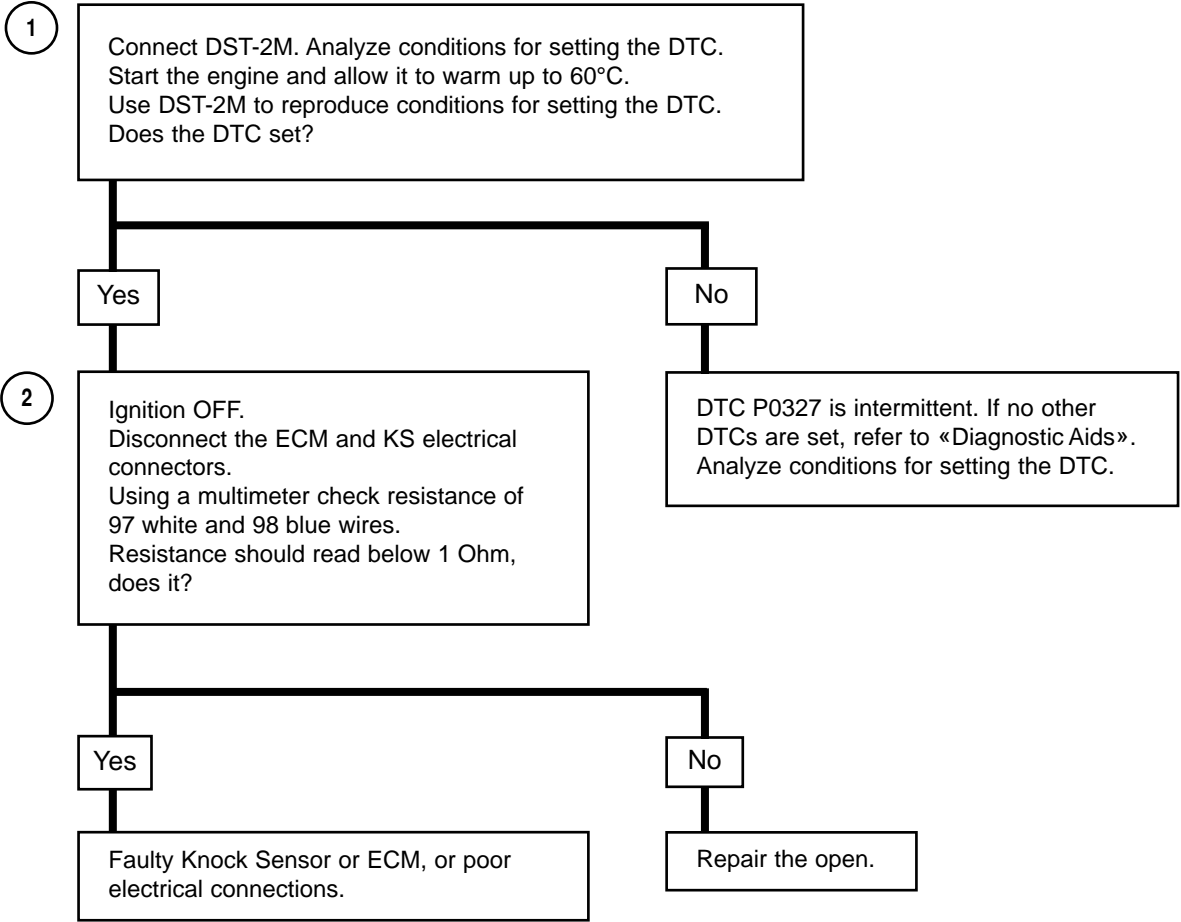 1
Connect DST-2M. Analyze conditions for setting the DTC.
Start the engine and allow it to warm up to 60°C.
Use DST-2M to reproduce conditions for setting the DTC.
Does the DTC set?
Yes
No
2
Ignition OFF.
Disconnect the ECM and KS electrical
connectors.
Using a multimeter check resistance of
97 white and 98 blue wires.
Resistance should read below 1 Ohm,
does it?
DTC P0327 is intermittent. If no other
DTCs are set, refer to «Diagnostic Aids».
Analyze conditions for setting the DTC.
Yes
No
Faulty Knock Sensor or ECM, or poor
electrical connections.
Repair the open.